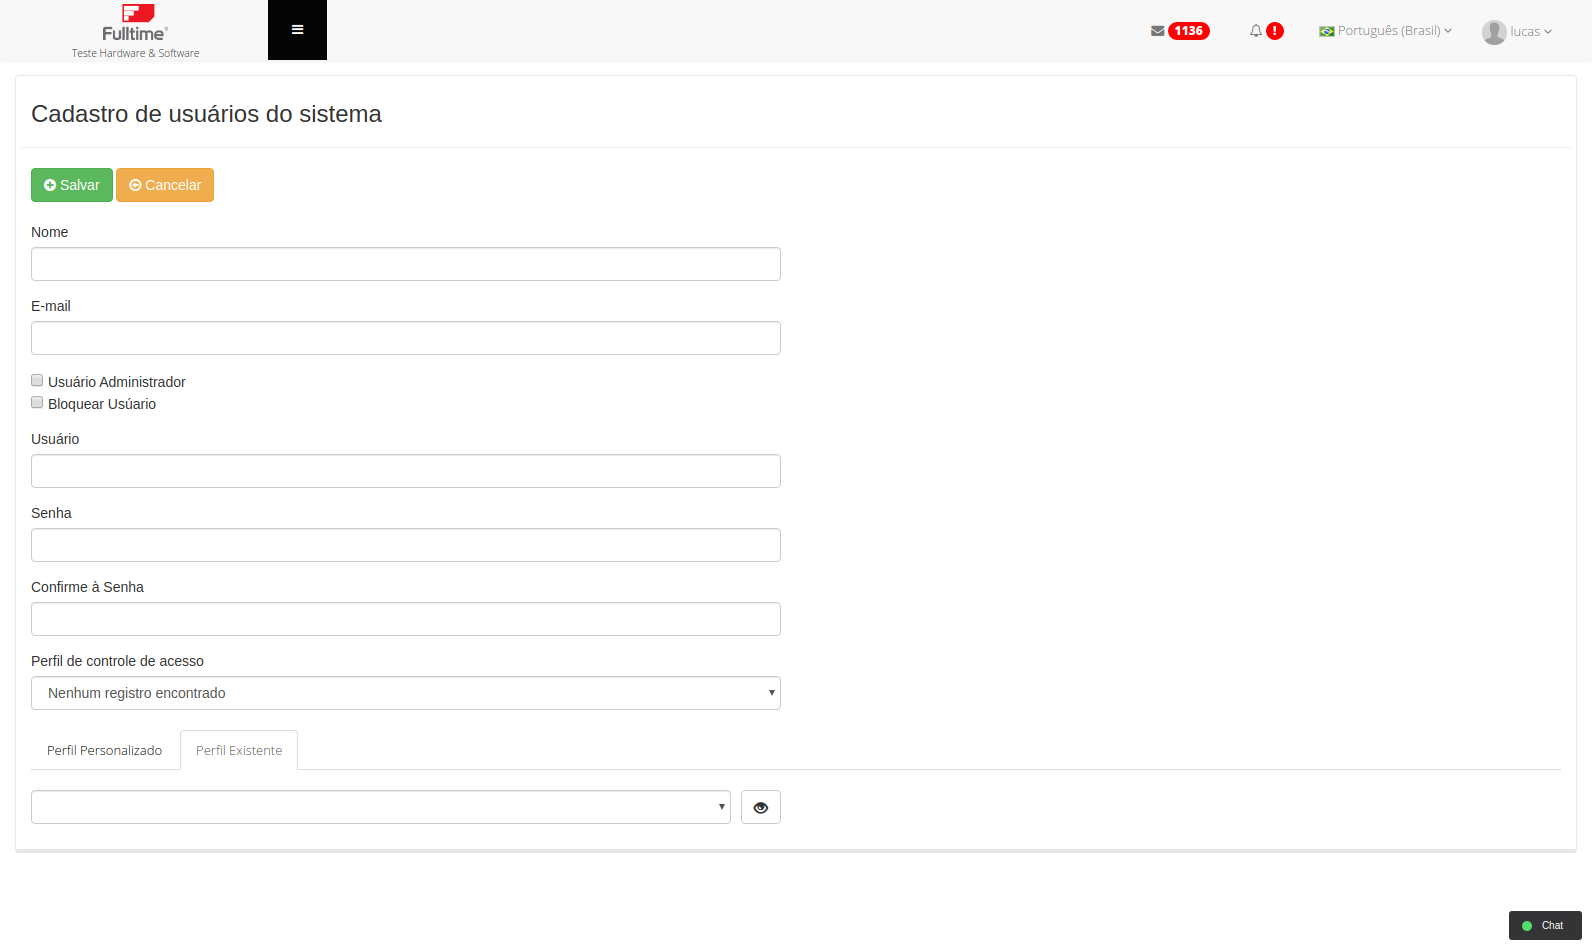 Fulltime®
Teste Hardware & Software
1136
!
Português (Brasil)
lucas
Cadastro de usuários do sistema
Salvar
Cancelar
Nome
E-mail
Usuário Administrador
Bloquear Usúario
Usuário
Senha
Confirme à Senha
Perfil de controle de acesso
Nenhum registro encontrado
Perfil Personalizado
Perfil Existente
Chat